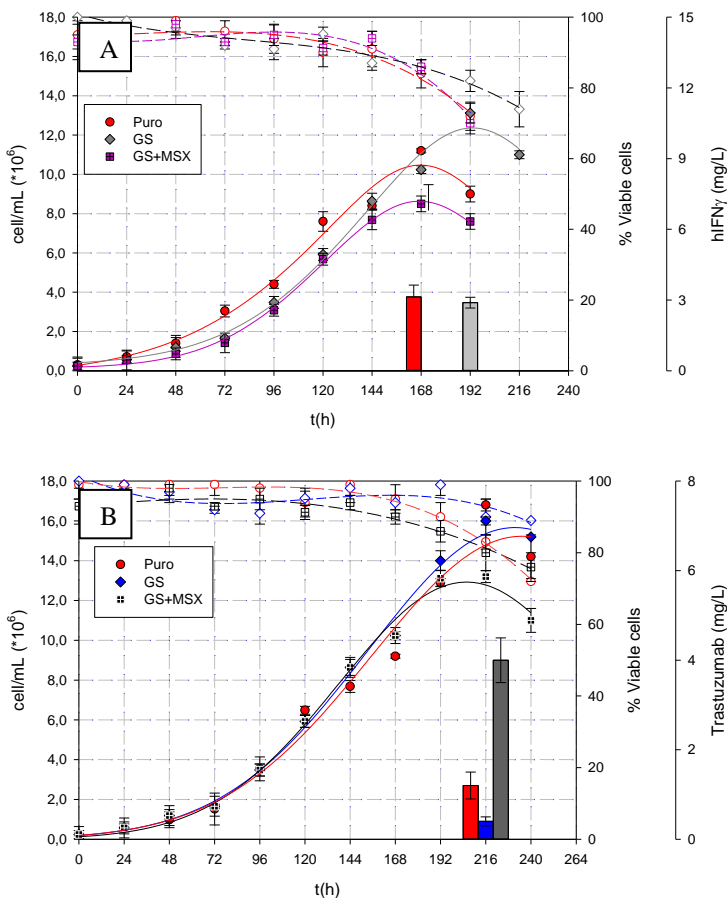 A
18,0
16,0
14,0
12,0
10,0
8,0
6,0
4,0
2,0
0,0
cell/mL (*10⁶)
Puro
GS
GS+MSX
100
80
60
40
20
0
% Viable cells
15
12
9
6
3
0
hIFNγ (mg/L)
0 24 48 72 96 120 144 168 192 216 240
t(h)
B
18,0
16,0
14,0
12,0
10,0
8,0
6,0
4,0
2,0
0,0
cell/mL (*10⁶)
Puro
GS
GS+MSX
100
80
60
40
20
0
% Viable cells
8
6
4
2
0
Trastuzumab (mg/L)
0 24 48 72 96 120 144 168 192 216 240 264
t(h)